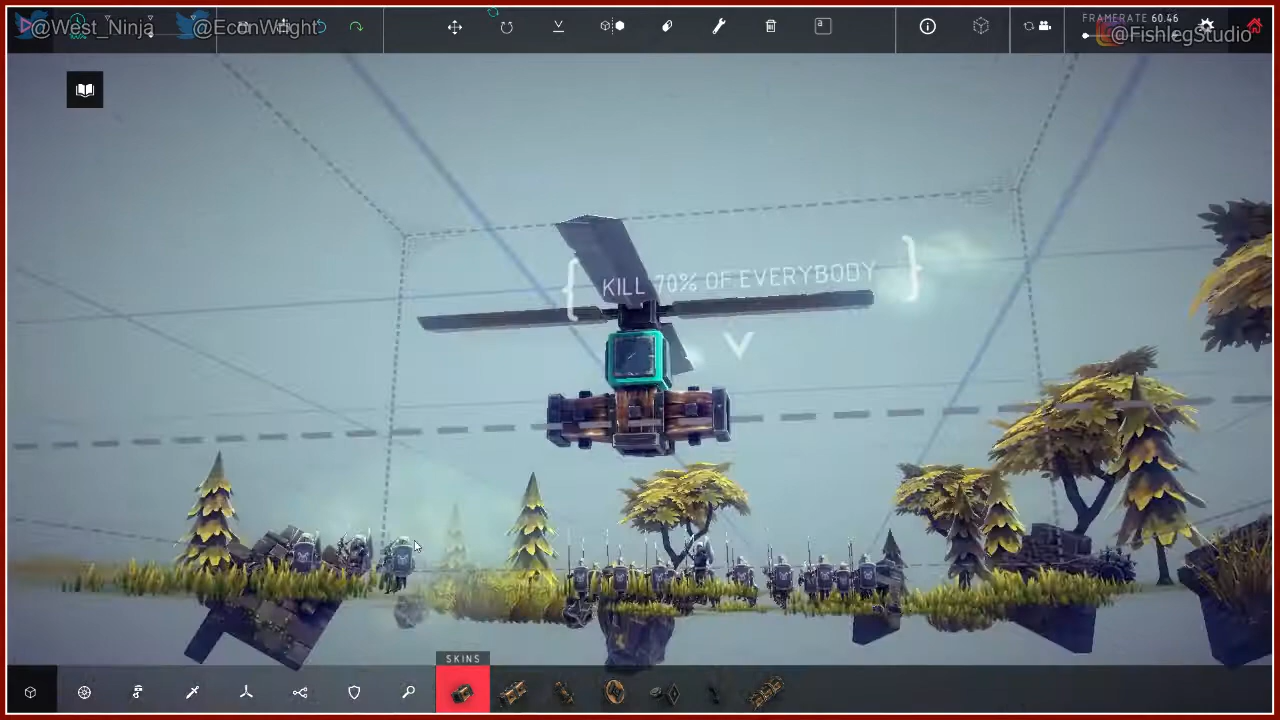 @West_Ninja
@EconWright
FRAMERATE 60.46
@FishlegStudio
KILL 70% OF EVERYBODY
SKINS